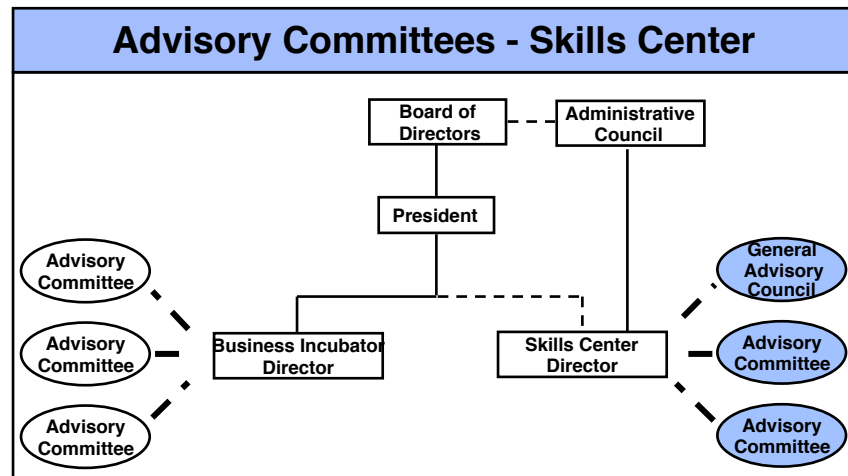 Advisory Committees - Skills Center
Board of
Directors
Administrative
Council
President
Advisory
Committee
General
Advisory
Council
Advisory
Committee
Business Incubator
Director
Skills Center
Director
Advisory
Committee
Advisory
Committee
Advisory
Committee